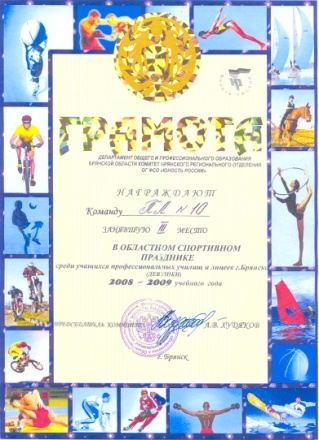 ГРАМОТА
ДЕПАРТАМЕНТ ОБЩЕГО И ПРОФЕССИОНАЛЬНОГО ОБРАЗОВАНИЯ
БРЯНСКОЙ ОБЛАСТИ КОМИТЕТ БРЯНСКОГО РЕГИОНАЛЬНОГО ОТДЕЛЕНИЯ
ОГ ФСО «ЮНОСТЬ РОССИИ»
НАГРАЖДАЮТ
Команду ПЛ № 10
ЗАНЯВШУЮ III МЕСТО
В ОБЛАСТНОМ СПОРТИВНОМ
ПРАЗДНИКЕ
среди учащихся профессиональных училищ и лицеев г.Брянска
(ДЕВУШКИ)
2008 - 2009 учебного года
ПРЕДСЕДАТЕЛЬ КОМИТЕТА А.В. ХУДЯКОВ
г. Брянск